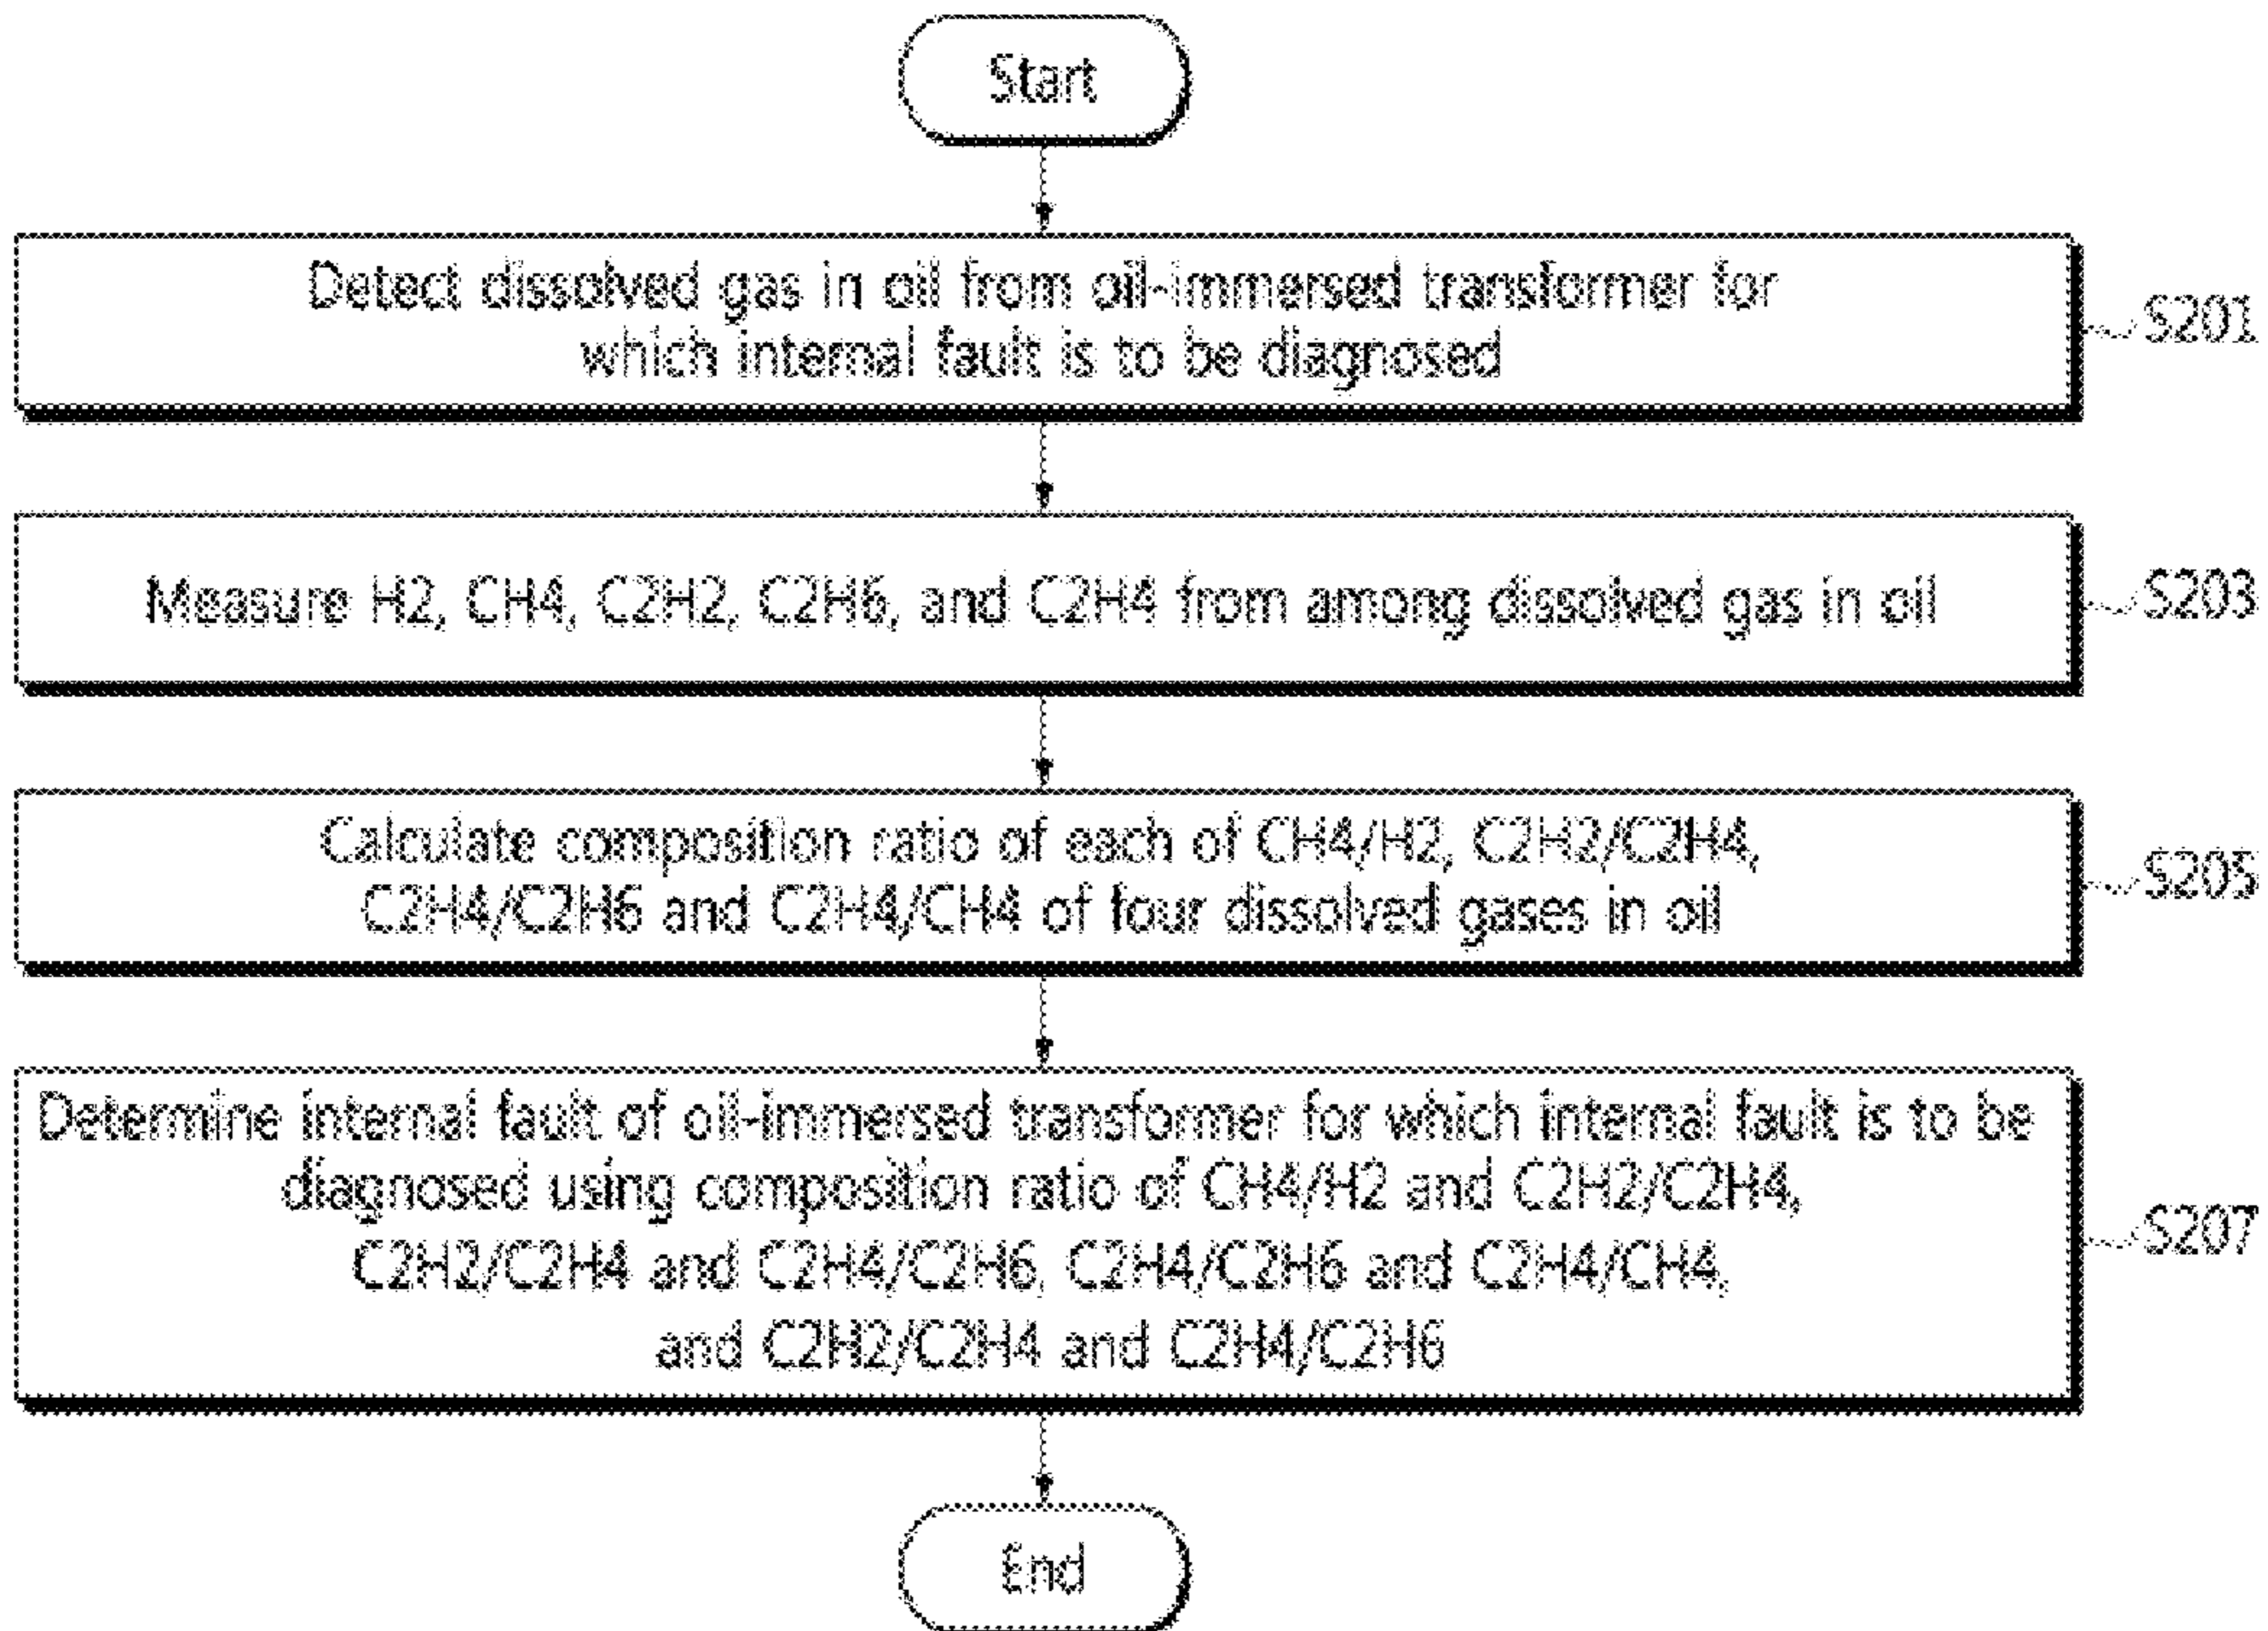 Start
Detect dissolved gas in oil from oil-immersed transformer for
which internal fault is to be diagnosed
S201
Measure H2, CH4, C2H2, C2H6, and C2H4 from among dissolved gas in oil
S203
Calculate composition ratio of each of CH4/H2, C2H2/C2H4,
C2H4/C2H6 and C2H4/CH4 of four dissolved gases in oil
S205
Determine internal fault of oil-immersed transformer for which internal fault is to be
diagnosed using composition ratio of CH4/H2 and C2H2/C2H4,
C2H2/C2H4 and C2H4/C2H6, C2H4/C2H6 and C2H4/CH4,
and C2H2/C2H4 and C2H4/C2H6
S207
End